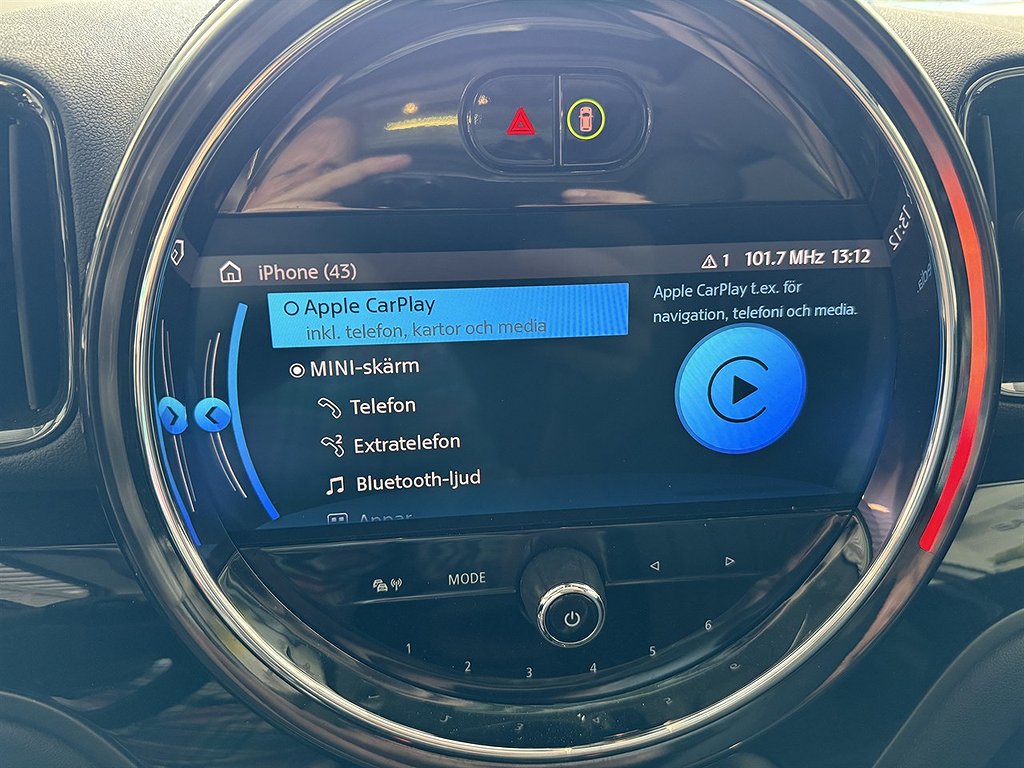 iPhone (43)
1 101.7 MHz 13:12
Apple CarPlay
inkl. telefon, kartor och media
MINI-skärm
Telefon
Extratelefon
Bluetooth-ljud
Appar
Apple CarPlay t.ex. för
navigation, telefoni och media.
MODE
1 2 3 4 5 6